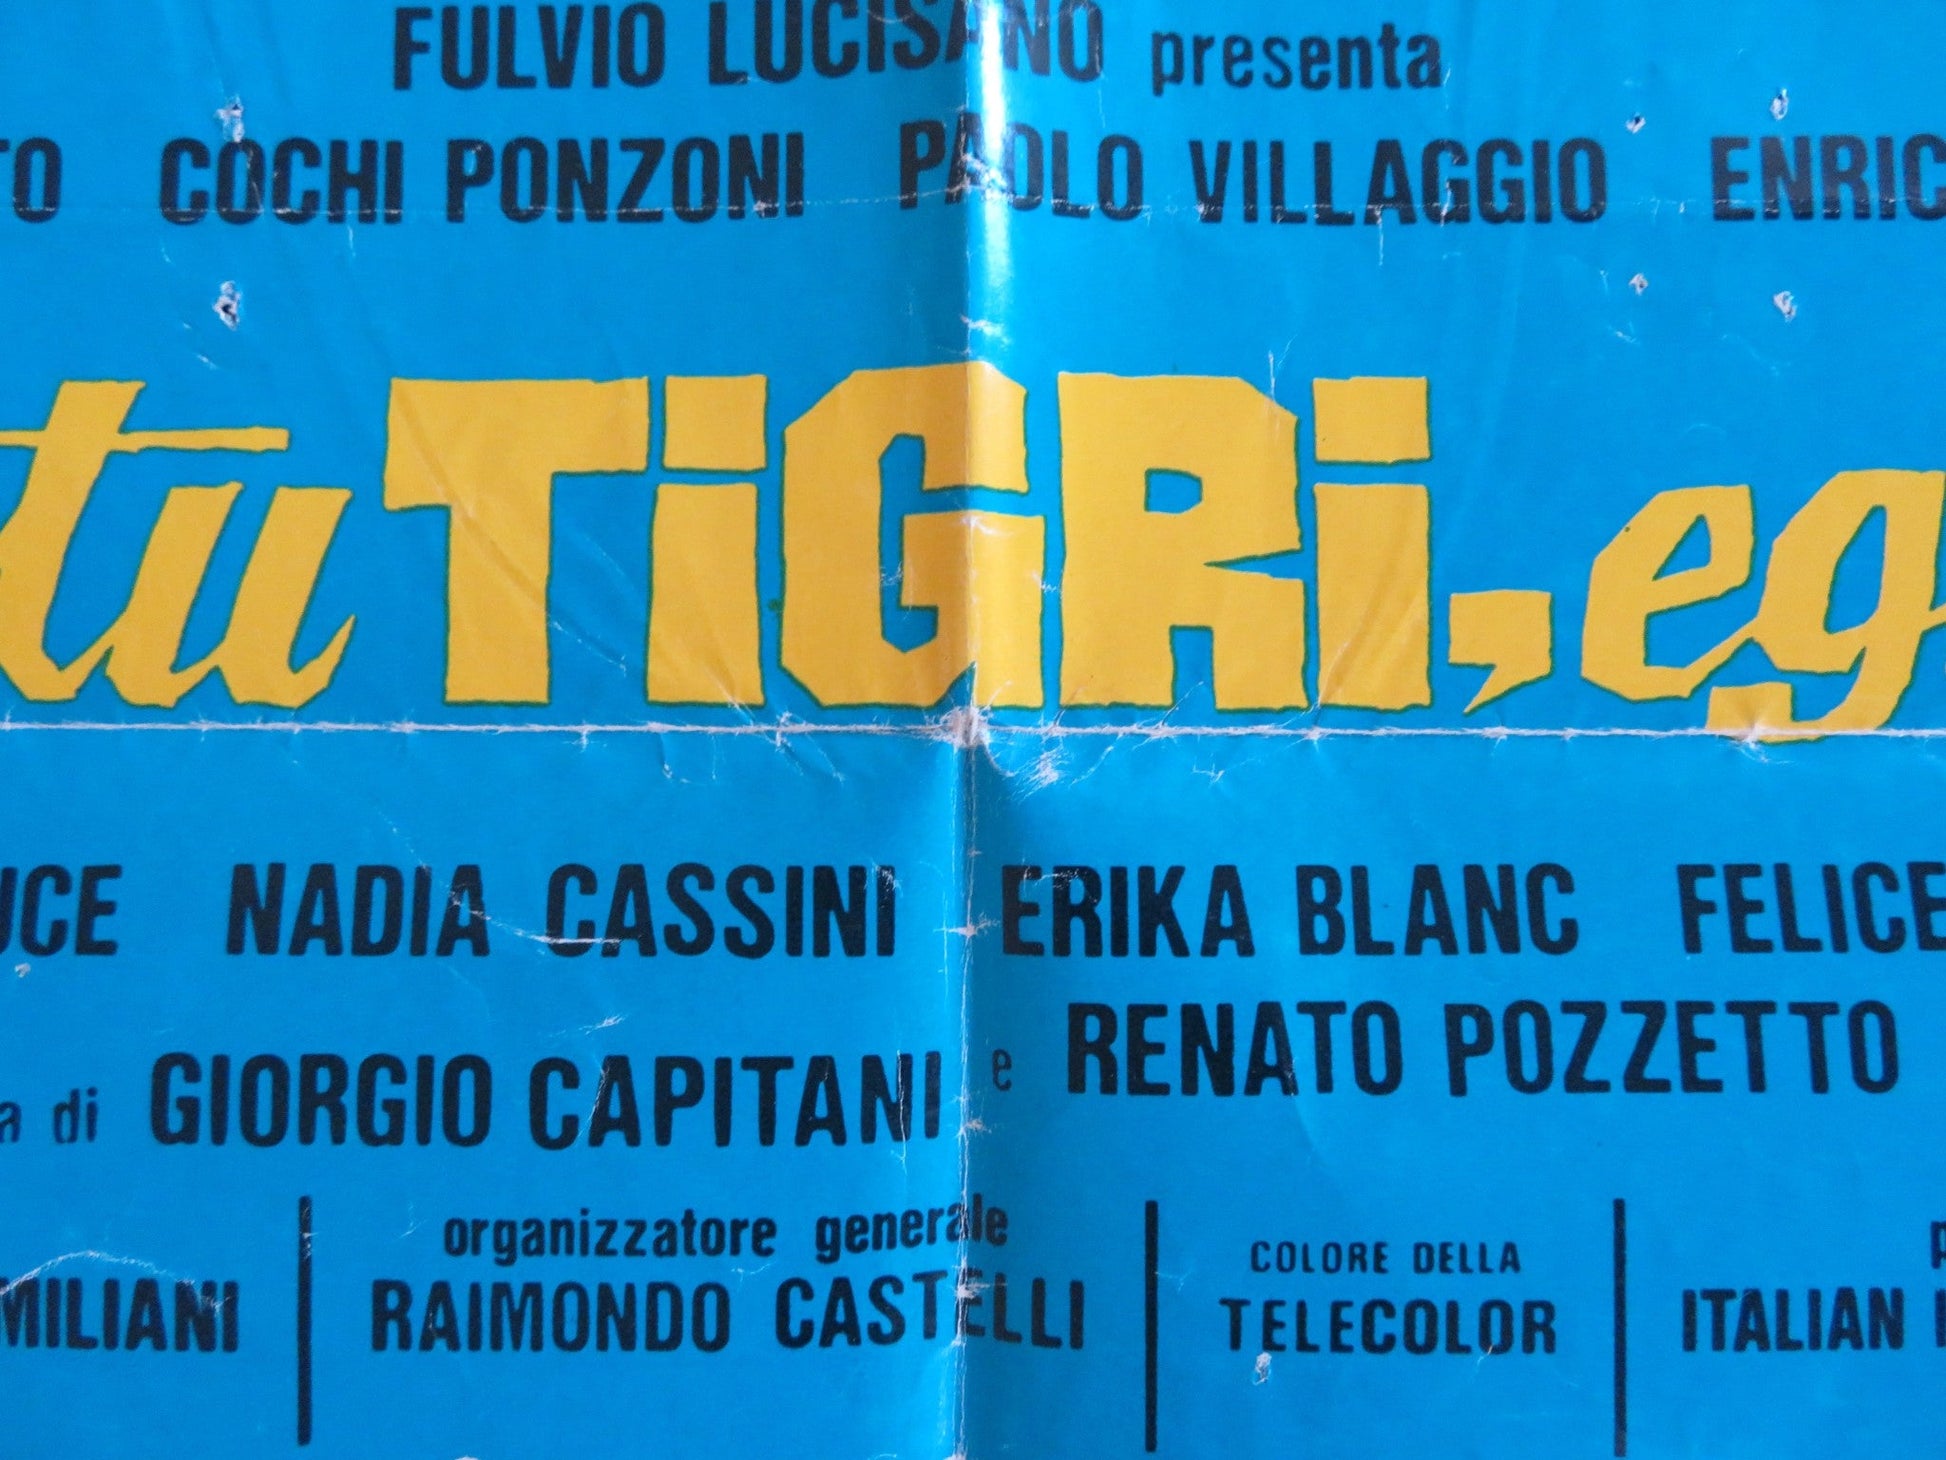 FULVIO LUCISANO presenta
TO COCHI PONZONI PAOLO VILLAGGIO ENRIC
tu TiGRi, eg
UCE NADIA CASSINI ERIKA BLANC FELICE
a di GIORGIO CAPITANI e RENATO POZZETTO
organizzatore generale
MILIANI RAIMONDO CASTELLI
COLORE DELLA
TELECOLOR
ITALIAN